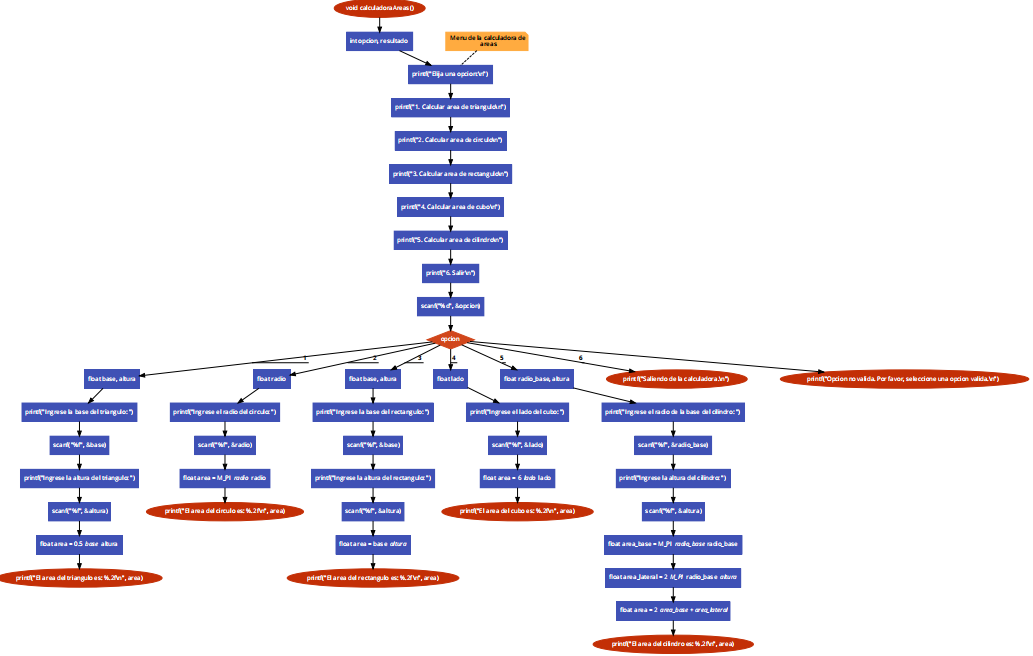 void calculadoraAreas()
int opcion, resultado
Menu de la calculadora de
areas
printf("Elija una opcion:\n")
printf("1. Calcular area de triangulo\n")
printf("2. Calcular area de circulo\n")
printf("3. Calcular area de rectangulo\n")
printf("4. Calcular area de cubo\n")
printf("5. Calcular area de cilindro\n")
printf("6. Salir\n")
scanf("%d", &opcion)
opcion
1
2
3
4
5
6
float base, altura
float radio
float base, altura
float lado
float radio_base, altura
printf("Saliendo de la calculadora.\n")
printf("Opcion no valida. Por favor, seleccione una opcion valida.\n")
printf("Ingrese la base del triangulo: ")
printf("Ingrese el radio del circulo: ")
printf("Ingrese la base del rectangulo: ")
printf("Ingrese el lado del cubo: ")
printf("Ingrese el radio de la base del cilindro: ")
scanf("%f", &base)
scanf("%f", &radio)
scanf("%f", &base)
scanf("%f", &lado)
scanf("%f", &radio_base)
printf("Ingrese la altura del triangulo: ")
float area = M_PI radio radio
printf("Ingrese la altura del rectangulo: ")
float area = 6 lado lado
printf("Ingrese la altura del cilindro: ")
scanf("%f", &altura)
printf("El area del circulo es: %.2f\n", area)
scanf("%f", &altura)
printf("El area del cubo es: %.2f\n", area)
scanf("%f", &altura)
float area = 0.5 base altura
float area = base altura
float area_base = M_PI radio_base radio_base
printf("El area del triangulo es: %.2f\n", area)
printf("El area del rectangulo es: %.2f\n", area)
float area_lateral = 2 M_PI radio_base altura
float area = 2 area_base + area_lateral
printf("El area del cilindro es: %.2f\n", area)